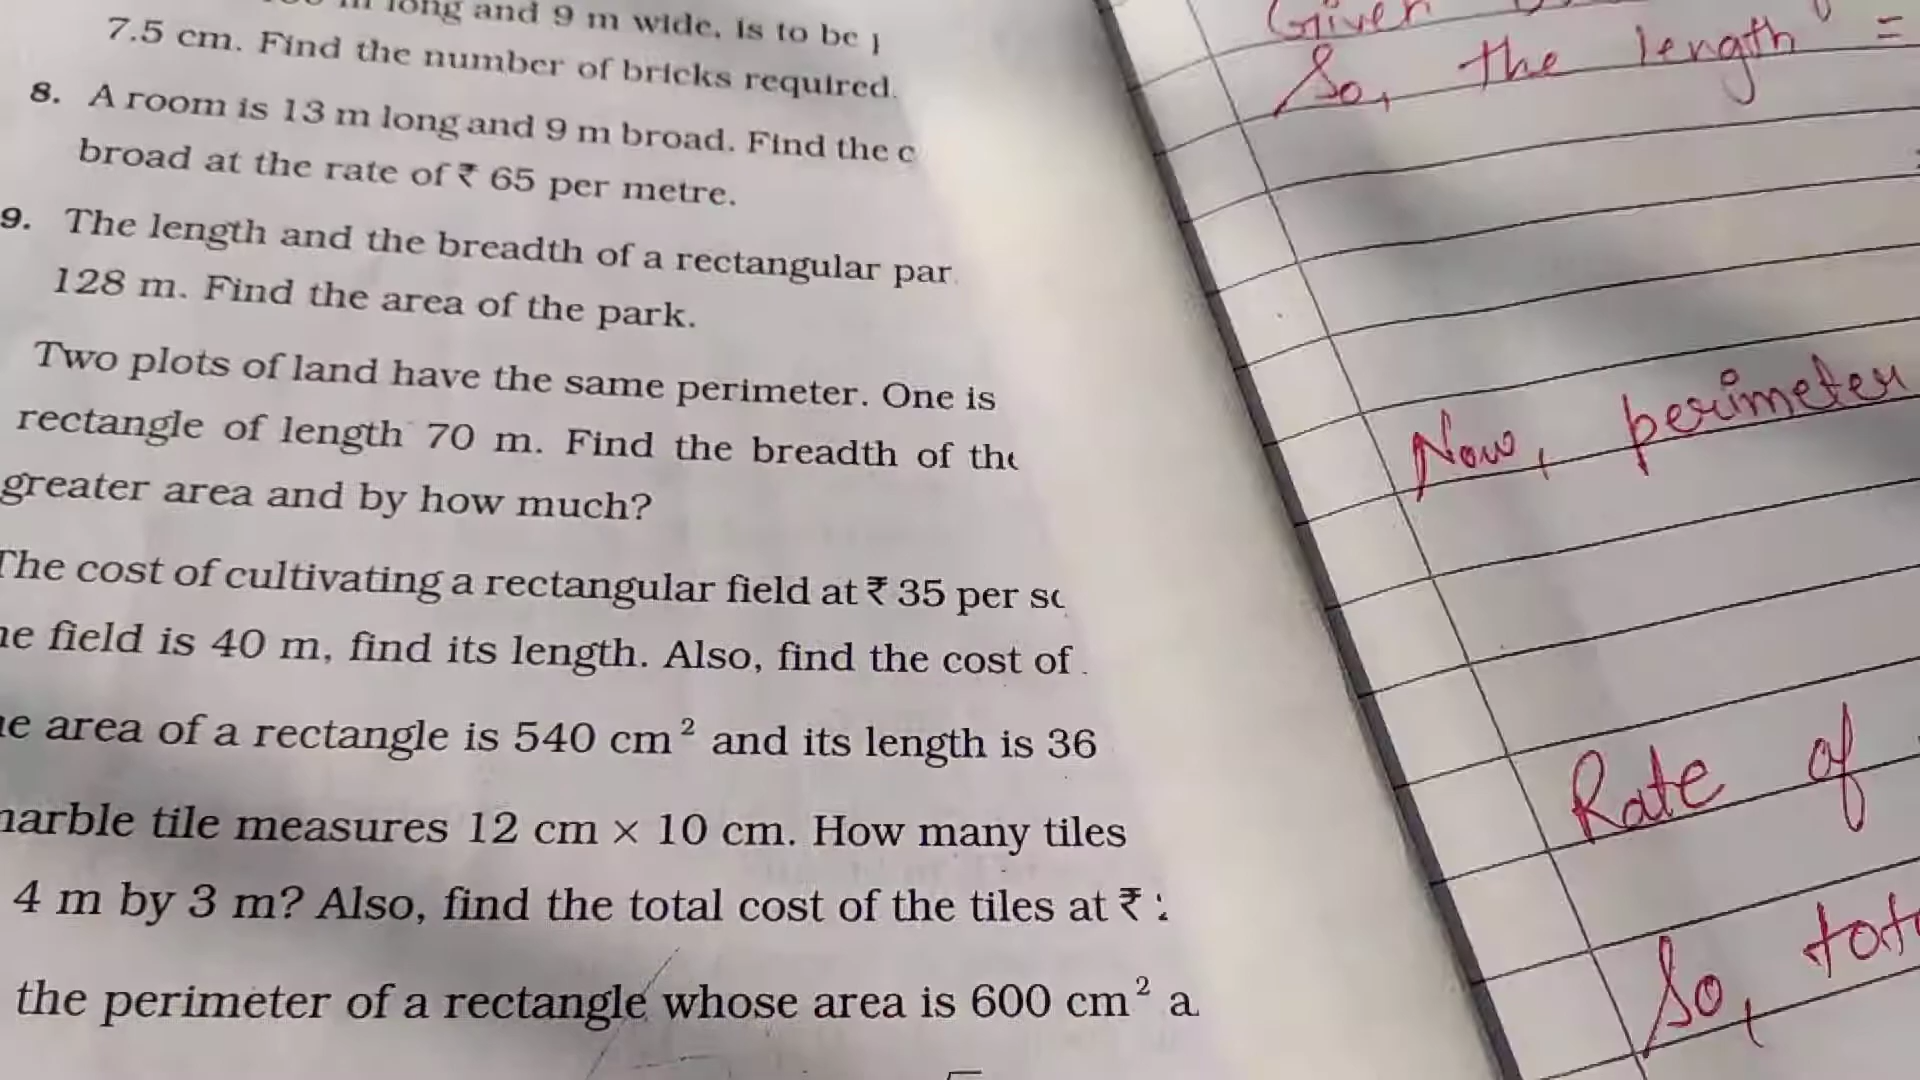 long and 9 m wide, is to be
7.5 cm. Find the number of bricks required.
8. A room is 13 m long and 9 m broad. Find the
broad at the rate of ₹ 65 per metre.
9. The length and the breadth of a rectangular
128 m. Find the area of the park.
Two plots of land have the same perimeter. One is
rectangle of length 70 m. Find the breadth of
greater area and by how much?
The cost of cultivating a rectangular field at ₹ 35 per
field is 40 m, find its length. Also, find the cost of
area of a rectangle is 540 cm² and its length is 36
tile measures 12 cm × 10 cm. How many tiles
4 m by 3 m? Also, find the total cost of the tiles at ₹
the perimeter of a rectangle whose area is 600 cm²
Given
So, the length =
Now, perimeter
Rate of
So,